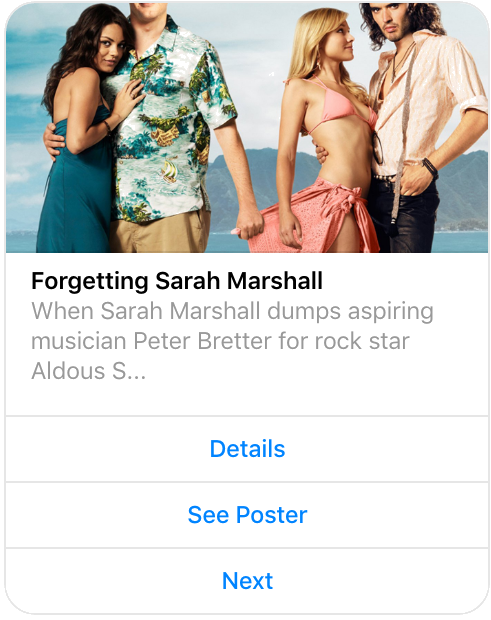 Forgetting Sarah Marshall
When Sarah Marshall dumps aspiring
musician Peter Bretter for rock star
Aldous S...
Details
See Poster
Next